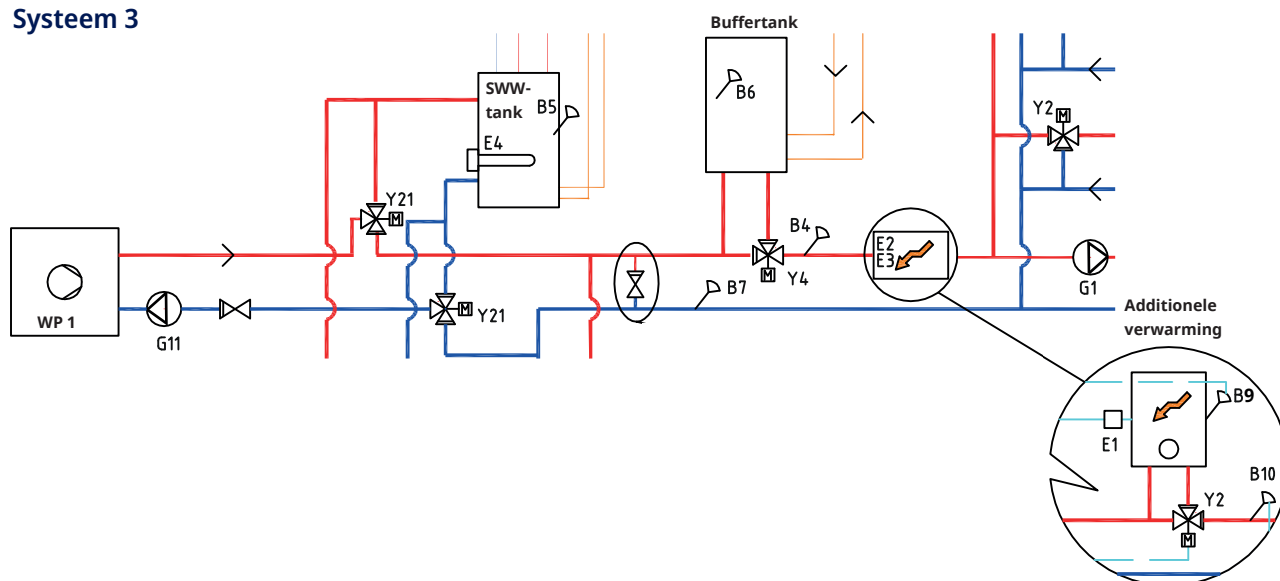 Systeem 3
Buffertank
SWW-
tank
B5
E4
B6
Y2
Y21
B4
E2
E3
Y4
G1
B7
WP 1
G11
Y21
Additionele
verwarming
B9
E1
B10
Y2
M
M
M
M
M